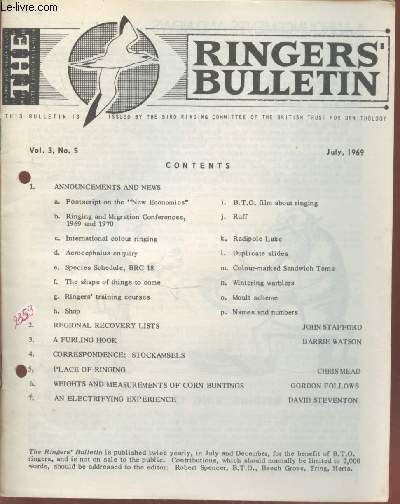 THE
RINGERS'
BULLETIN
THIS BULLETIN IS ISSUED BY THE BIRD RINGING COMMITTEE OF THE BRITISH TRUST FOR ORNITHOLOGY
Vol. 3, No. 5 July, 1969
CONTENTS
1. ANNOUNCEMENTS AND NEWS
a. Postscript on the "New Economics" i. B.T.O. film about ringing
b. Ringing and Migration Conferences, j. Ruff
1969 and 1970
c. International colour ringing k. Radipole Lake
d. Acrocephalus enquiry l. Duplicate slides
e. Species Schedule, BRC 18 m. Colour-marked Sandwich Terns
f. The shape of things to come n. Wintering warblers
g. Ringers' training courses o. Moult scheme
h. Shop p. Names and numbers
2353
2. REGIONAL RECOVERY LISTS JOHN STAFFORD
3. A FURLING HOOK BARRIE WATSON
4. CORRESPONDENCE: STOCKAMSELS
5. PLACE OF RINGING CHRIS MEAD
6. WEIGHTS AND MEASUREMENTS OF CORN BUNTINGS GORDON FOLLOWS
7. AN ELECTRIFYING EXPERIENCE DAVID STEVENTON
The Ringers' Bulletin is published twice yearly, in July and December, for the benefit of B.T.O.
ringers, and is not on sale to the public. Contributions, which should normally be limited to 2,000
words, should be addressed to the editor: Robert Spencer, B.T.O., Beech Grove, Tring, Herts.